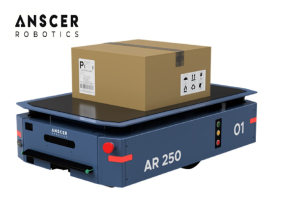 ANSCER
ROBOTICS
P
ANSCER
AR 250
01